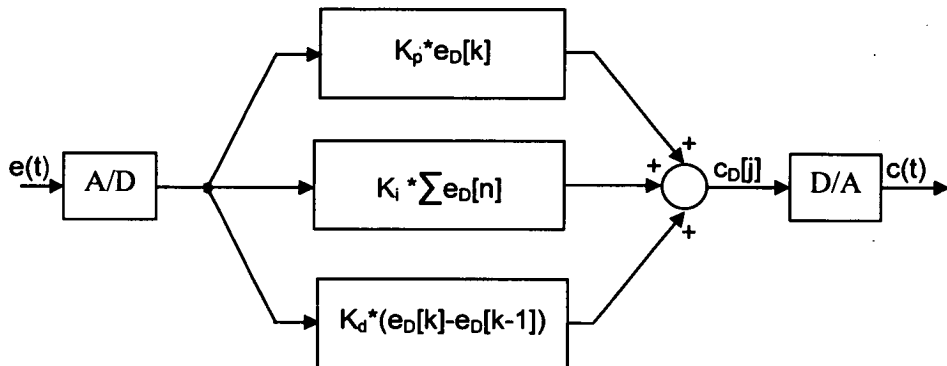 Kp*eD[k]
e(t)
A/D
Ki*∑eD[n]
+
+
+
cD[j]
D/A
c(t)
Kd*(eD[k]-eD[k-1])